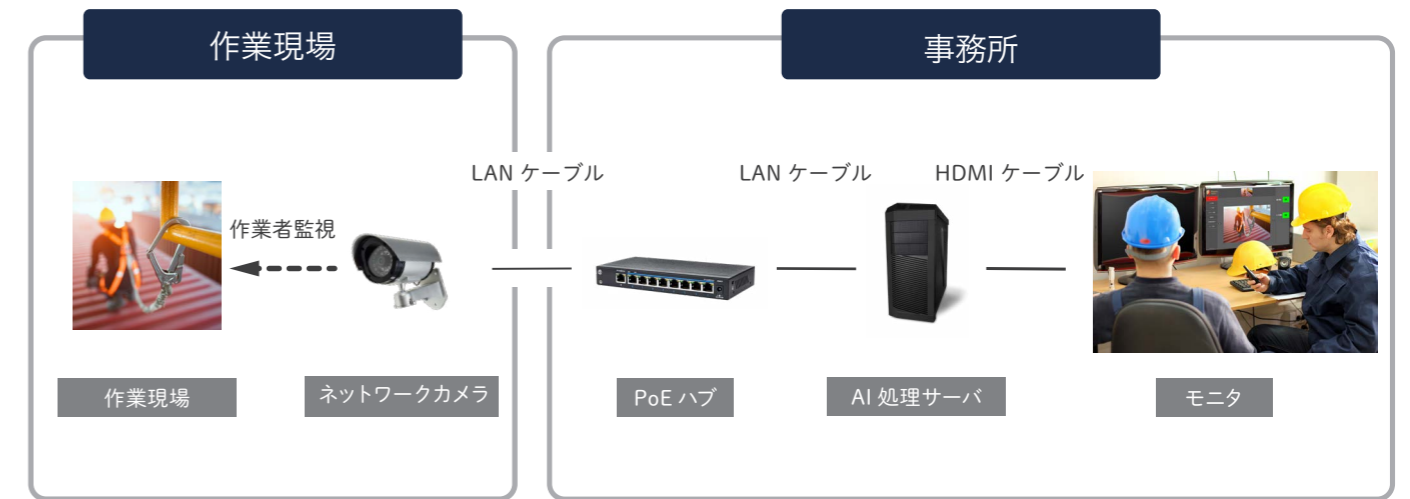 作業現場
事務所
LAN ケーブル
LAN ケーブル
HDMI ケーブル
作業者監視
作業現場
ネットワークカメラ
PoE ハブ
AI 処理サーバ
モニタ